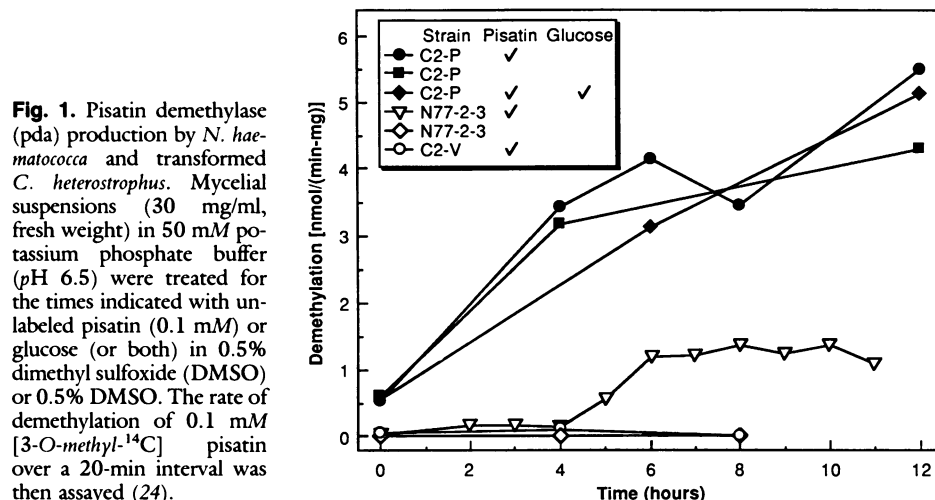 Fig. 1. Pisatin demethylase
(pda) production by N. hae-
matococca and transformed
C. heterostrophus. Mycelial
suspensions (30 mg/ml,
fresh weight) in 50 mM po-
tassium phosphate buffer
(pH 6.5) were treated for
the times indicated with un-
labeled pisatin (0.1 mM) or
glucose (or both) in 0.5%
dimethyl sulfoxide (DMSO)
or 0.5% DMSO. The rate of
demethylation of 0.1 mM
[3-O-methyl-¹⁴C] pisatin
over a 20-min interval was
then assayed (24).
Demethylation [nmol/(min-mg)]
6
5
4
3
2
1
0
Strain Pisatin Glucose
C2-P ✓
C2-P
C2-P ✓ ✓
N77-2-3 ✓
N77-2-3
C2-V ✓
0 2 4 6 8 10 12
Time (hours)